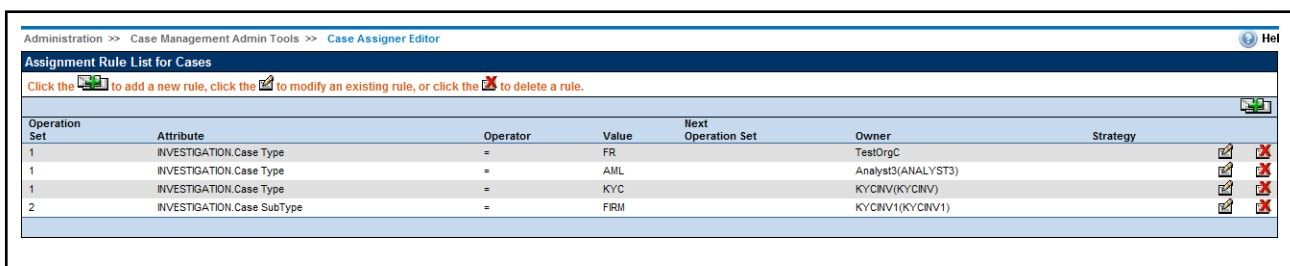 Administration >> Case Management Admin Tools >> Case Assigner Editor Hel
Assignment Rule List for Cases
Click the to add a new rule, click the to modify an existing rule, or click the to delete a rule.
Operation Set Attribute Operator Value Next Operation Set Owner Strategy
1 INVESTIGATION.Case Type = FR TestOrgC
1 INVESTIGATION.Case Type = AML Analyst3(ANALYST3)
1 INVESTIGATION.Case Type = KYC KYCINV(KYCINV)
2 INVESTIGATION.Case SubType = FIRM KYCINV1(KYCINV1)